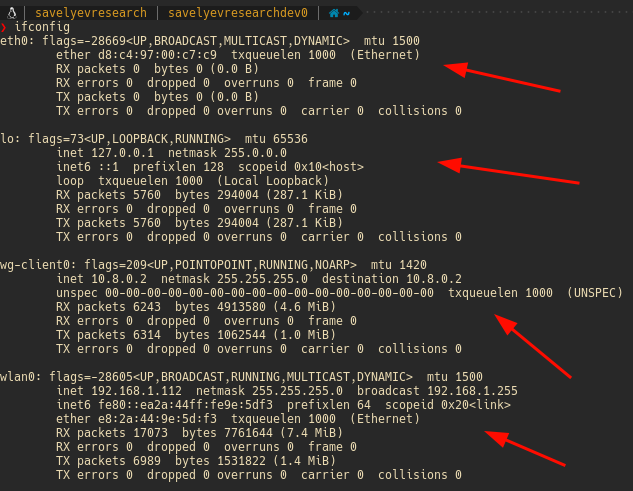 savelyevresearch | savelyevresearchdev0 | ~
❯ ifconfig
eth0: flags=-28669<UP,BROADCAST,MULTICAST,DYNAMIC>  mtu 1500
ether d8:c4:97:00:c7:c9  txqueuelen 1000  (Ethernet)
RX packets 0  bytes 0 (0.0 B)
RX errors 0  dropped 0  overruns 0  frame 0
TX packets 0  bytes 0 (0.0 B)
TX errors 0  dropped 0 overruns 0  carrier 0  collisions 0
lo: flags=73<UP,LOOPBACK,RUNNING>  mtu 65536
inet 127.0.0.1  netmask 255.0.0.0
inet6 ::1  prefixlen 128  scopeid 0x10<host>
loop  txqueuelen 1000  (Local Loopback)
RX packets 5760  bytes 294004 (287.1 KiB)
RX errors 0  dropped 0  overruns 0  frame 0
TX packets 5760  bytes 294004 (287.1 KiB)
TX errors 0  dropped 0 overruns 0  carrier 0  collisions 0
wg-client0: flags=209<UP,POINTOPOINT,RUNNING,NOARP>  mtu 1420
inet 10.8.0.2  netmask 255.255.255.0  destination 10.8.0.2
unspec 00-00-00-00-00-00-00-00-00-00-00-00-00-00-00-00  txqueuelen 1000  (UNSPEC)
RX packets 6243  bytes 4913580 (4.6 MiB)
RX errors 0  dropped 0  overruns 0  frame 0
TX packets 6314  bytes 1062544 (1.0 MiB)
TX errors 0  dropped 0 overruns 0  carrier 0  collisions 0
wlan0: flags=-28605<UP,BROADCAST,RUNNING,MULTICAST,DYNAMIC>  mtu 1500
inet 192.168.1.112  netmask 255.255.255.0  broadcast 192.168.1.255
inet6 fe80::ea2a:44ff:fe9e:5df3  prefixlen 64  scopeid 0x20<link>
ether e8:2a:44:9e:5d:f3  txqueuelen 1000  (Ethernet)
RX packets 17073  bytes 7761644 (7.4 MiB)
RX errors 0  dropped 0  overruns 0  frame 0
TX packets 6989  bytes 1531822 (1.4 MiB)
TX errors 0  dropped 0 overruns 0  carrier 0  collisions 0